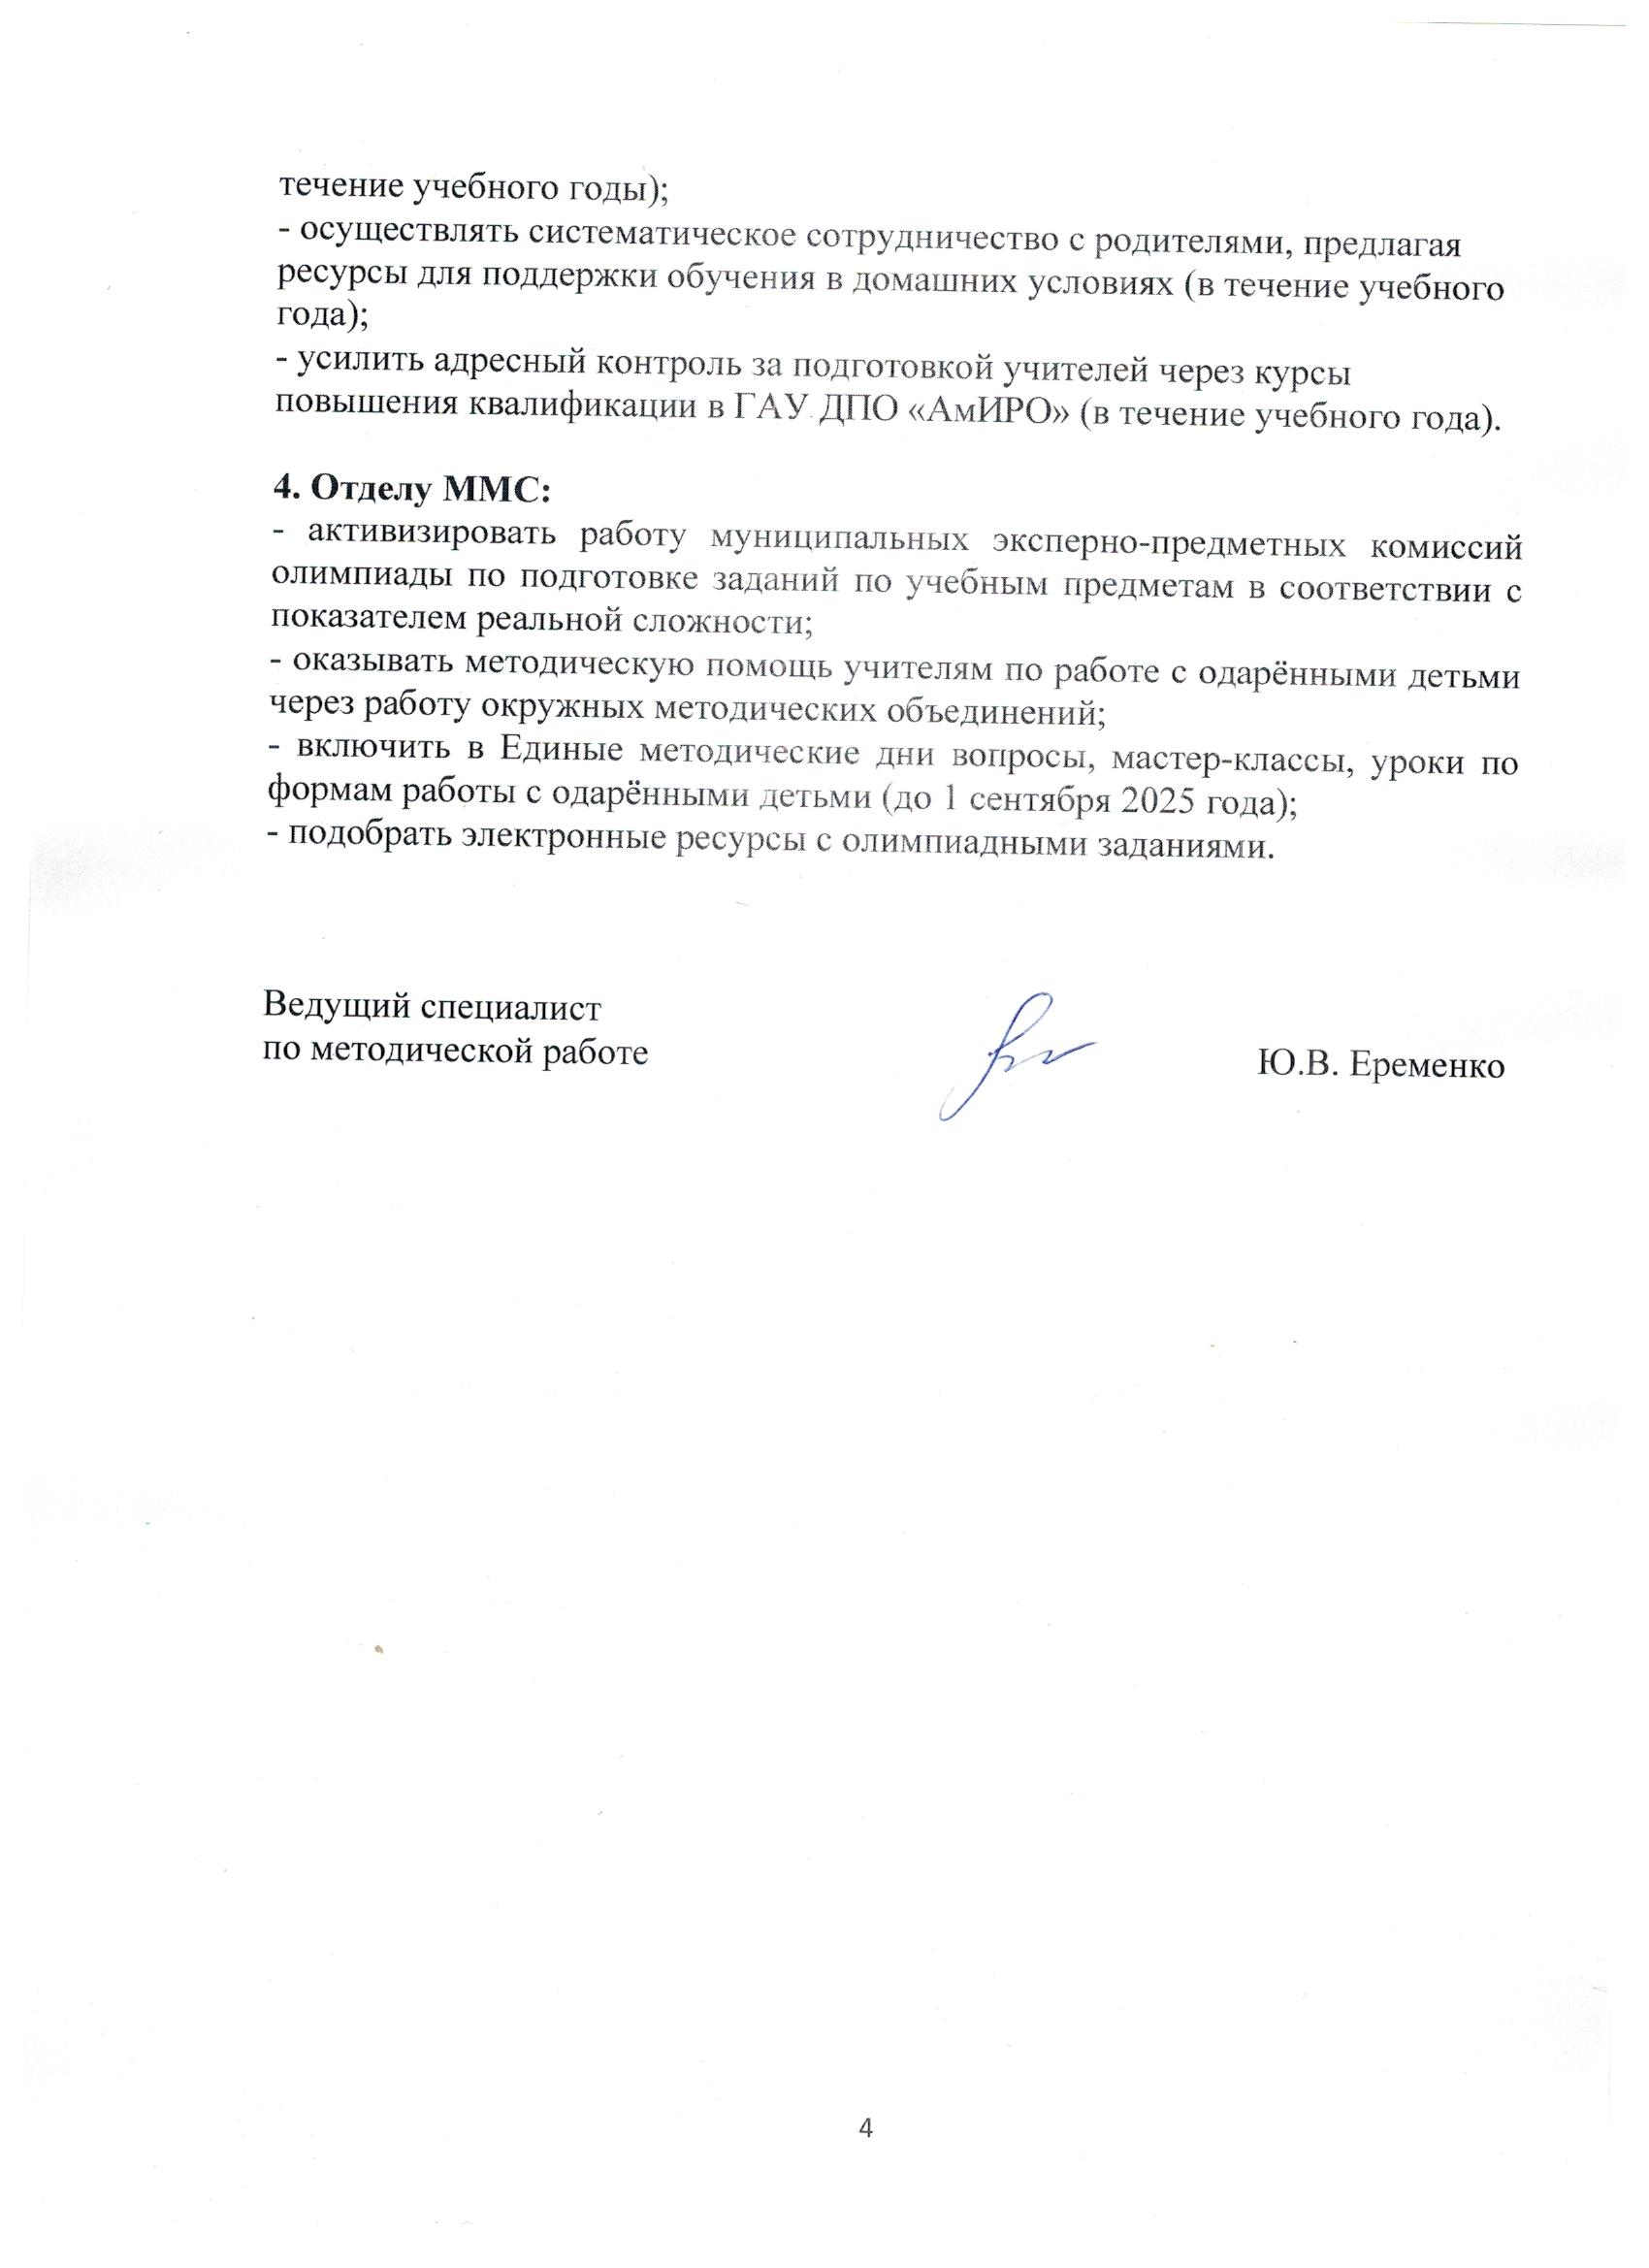 течение учебного годы);
- осуществлять систематическое сотрудничество с родителями, предлагая
ресурсы для поддержки обучения в домашних условиях (в течение учебного
года);
- усилить адресный контроль за подготовкой учителей через курсы
повышения квалификации в ГАУ ДПО «АмИРО» (в течение учебного года).
4. Отделу ММС:
- активизировать работу муниципальных эксперно-предметных комиссий
олимпиады по подготовке заданий по учебным предметам в соответствии с
показателем реальной сложности;
- оказывать методическую помощь учителям по работе с одарёнными детьми
через работу окружных методических объединений;
- включить в Единые методические дни вопросы, мастер-классы, уроки по
формам работы с одарёнными детьми (до 1 сентября 2025 года);
- подобрать электронные ресурсы с олимпиадными заданиями.
Ведущий специалист
по методической работе Ю.В. Еременко
4